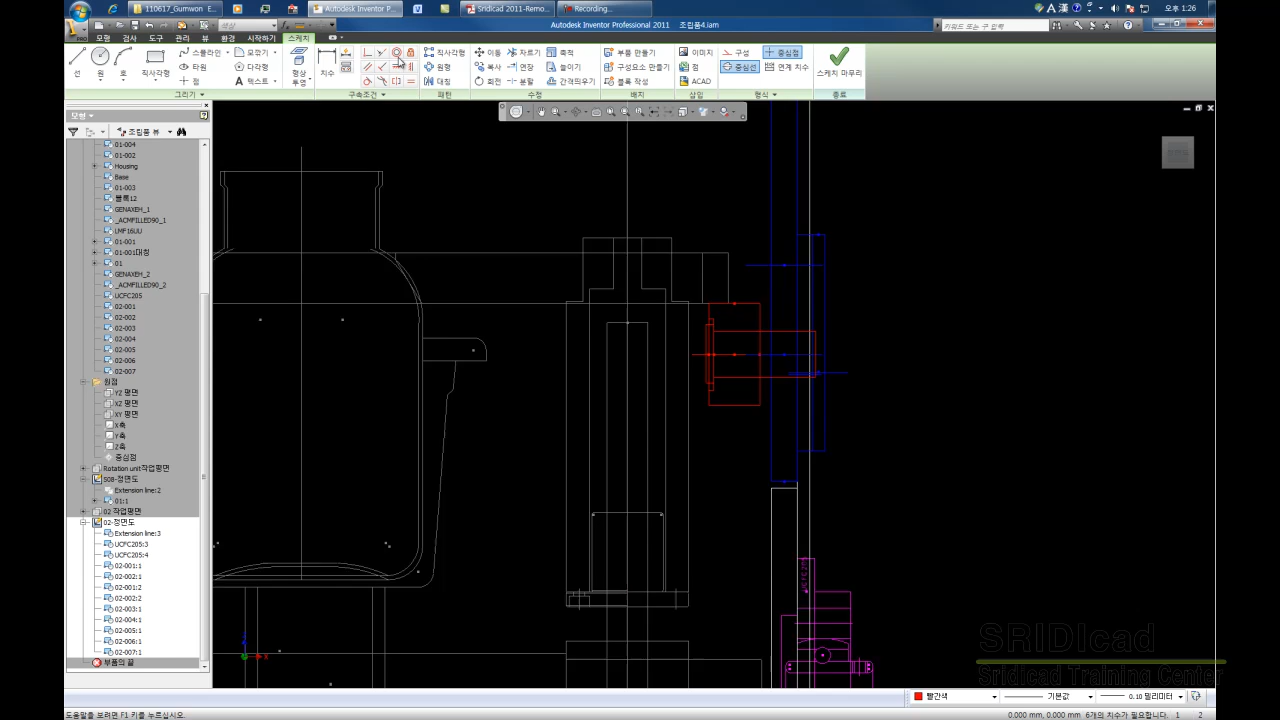 110617_Gumwon E...
Autodesk Inventor P...
Sridicad 2011-Remo...
Recording...
오후 1:26
색상
Autodesk Inventor Professional 2011 조립품4.iam
키워드 또는 구 입력
모형 검사 도구 관리 뷰 환경 시작하기 스케치
선 원 호 직사각형
스플라인 타원 점
모깎기 다각형 텍스트
형상 투영
치수
직사각형 원형 대칭
이동 복사 회전
자르기 연장 분할
축척 늘이기 간격띄우기
부품 만들기 구성요소 만들기 블록 작성
이미지 점 ACAD
구성 중심선
중심점 연계 치수
스케치 마무리
그리기 구속조건 패턴 수정 배치 삽입 형식 종료
모형
조립품 뷰
01-004
01-002
Housing
Base
01-003
블록12
GENAXEH_1
_ACMFILLED90_1
LMF16UU
01-001
01-001대칭
01
GENAXEH_2
_ACMFILLED90_2
UCFC205
02-001
02-002
02-003
02-004
02-005
02-006
02-007
원점
YZ 평면
XZ 평면
XY 평면
X축
Y축
Z축
중심점
Rotation unit작업평면
S08-정면도
Extension line:2
01:1
02 작업평면
02-정면도
Extension line:3
UCFC205:3
UCFC205:4
02-001:1
02-002:1
02-001:2
02-002:2
02-003:1
02-004:1
02-005:1
02-006:1
02-007:1
부품의 끝
UCFC205
SRIDIcad
Sridicad Training Center
빨간색 기본값 0.10 밀리미터
도움말을 보려면 F1 키를 누르십시오.
0.000 mm, 0.000 mm 6개의 치수가 필요합니다. 1 2